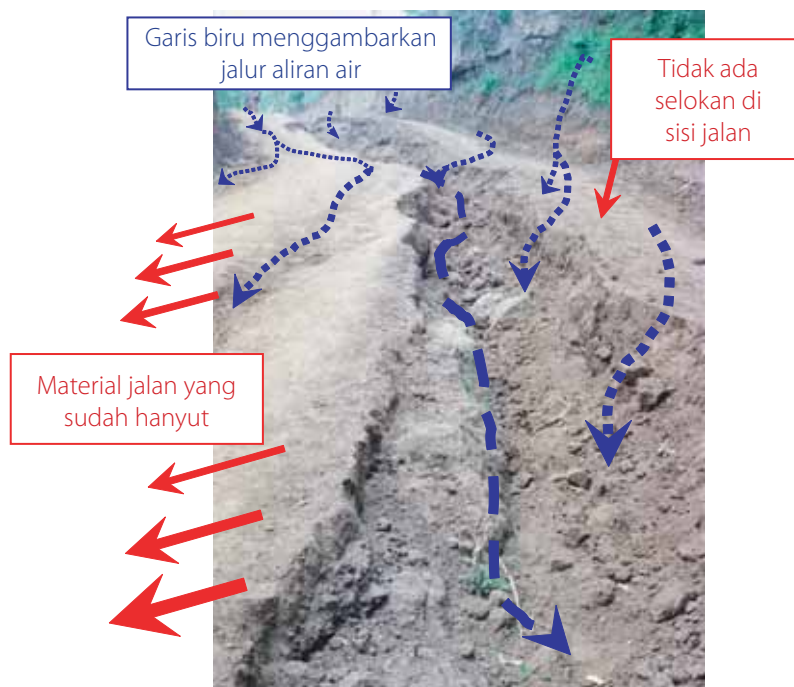 Garis biru menggambarkan
jalur aliran air
Tidak ada
selokan di
sisi jalan
Material jalan yang
sudah hanyut